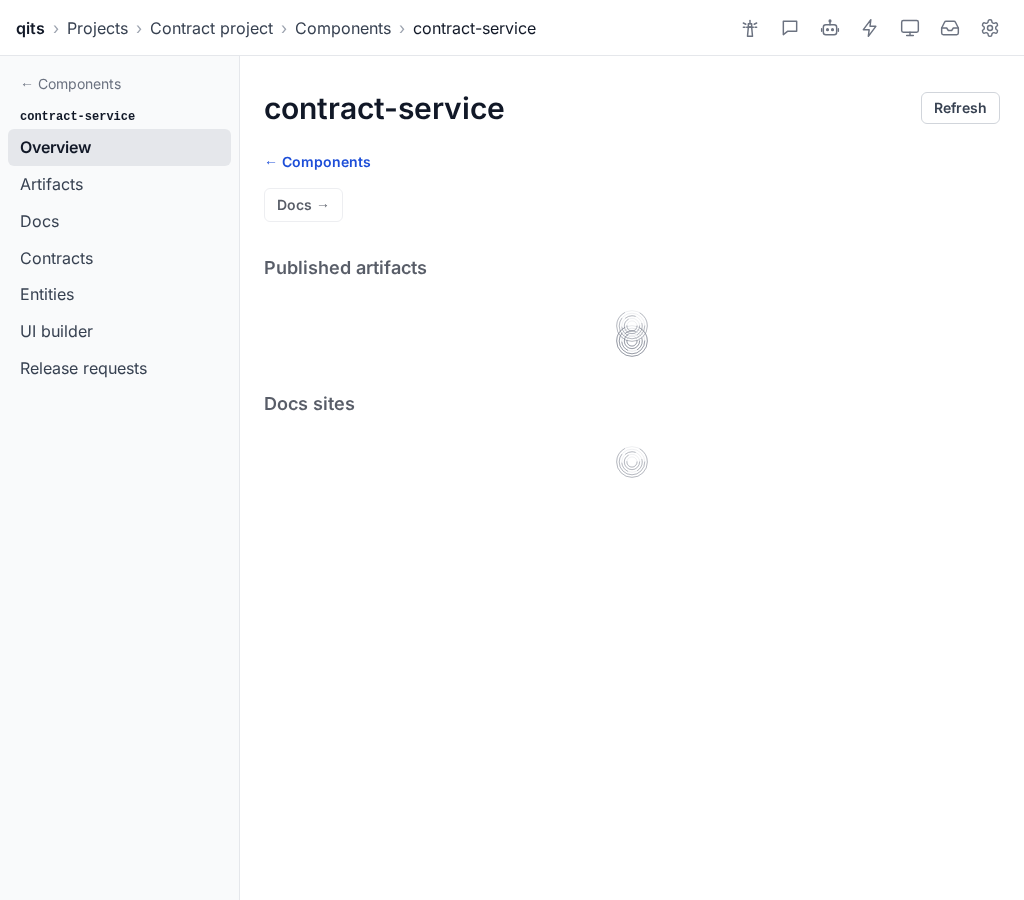 qits › Projects › Contract project › Components › contract-service
← Components
contract-service
Overview
Artifacts
Docs
Contracts
Entities
UI builder
Release requests
contract-service
Refresh
← Components
Docs →
Published artifacts
Docs sites